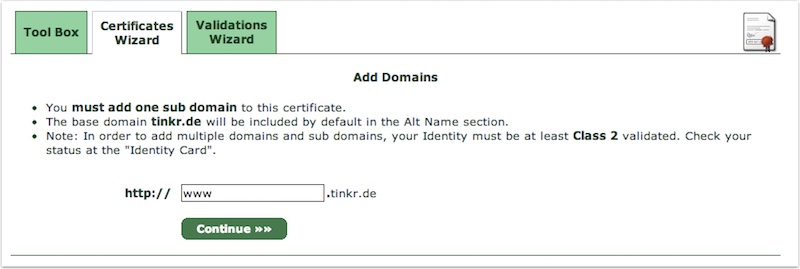 Tool Box
Certificates
Wizard
Validations
Wizard
Add Domains
You must add one sub domain to this certificate.
The base domain tinkr.de will be included by default in the Alt Name section.
Note: In order to add multiple domains and sub domains, your Identity must be at least Class 2 validated. Check your
status at the "Identity Card".
http:// www .tinkr.de
Continue »»